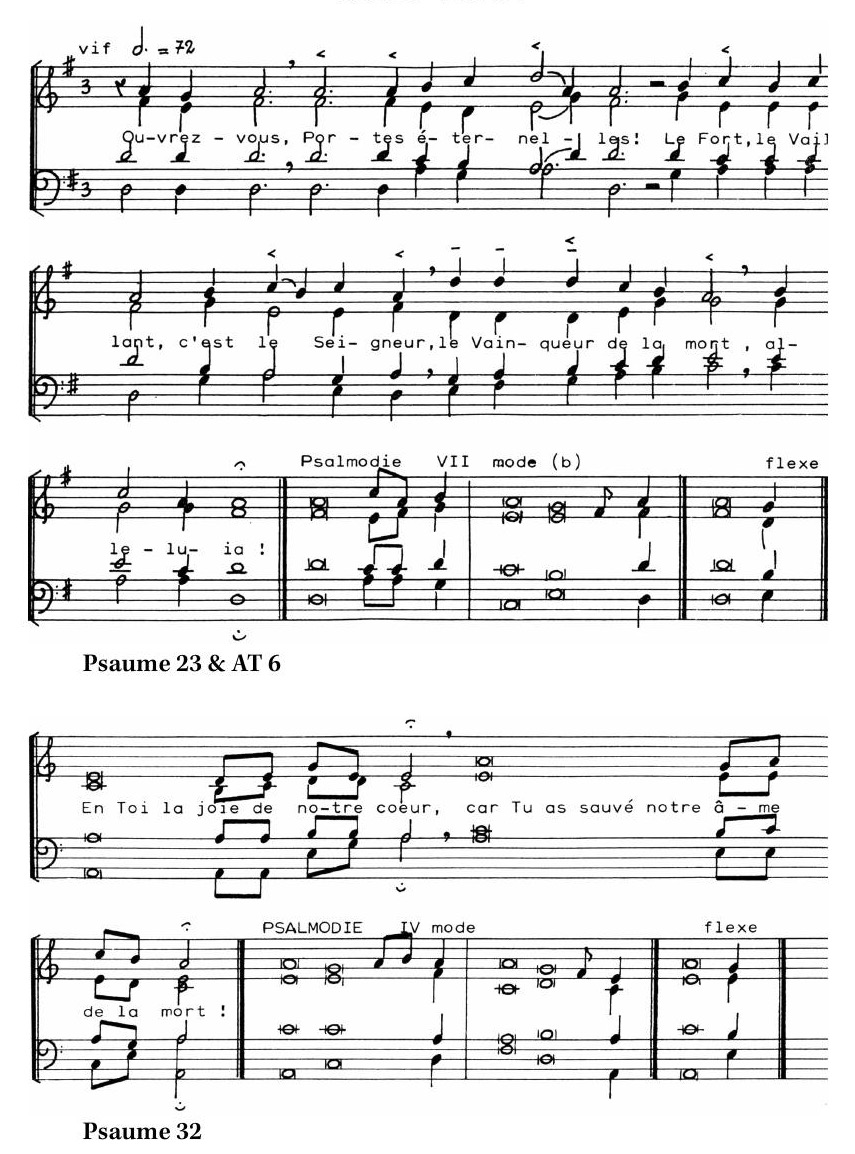 vif = 72
3
Ou-vrez - vous, Por - tes é- ter- nel - les! Le Fort, le Vail
3
lant, c'est le Sei- gneur, le Vain- queur de la mort , al-
Psalmodie VII mode (b) flexe
le - lu- ia !
Psaume 23 & AT 6
En Toi la joie de no-tre coeur, car Tu as sauvé notre â - me
PSALMODIE IV mode flexe
de la mort !
Psaume 32